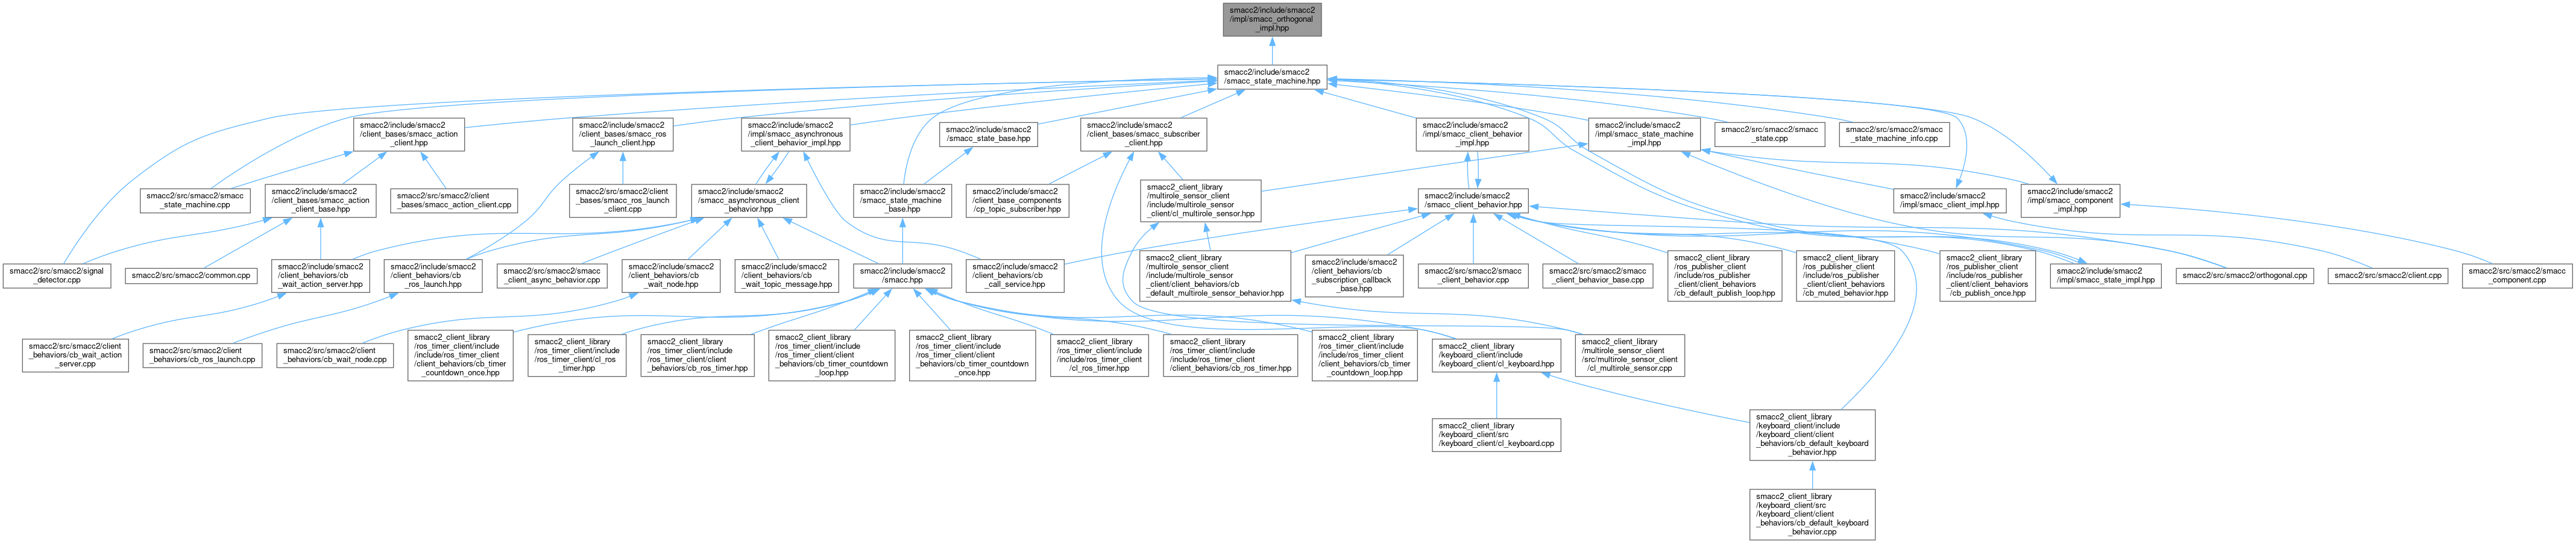 smacc2/include/smacc2
/impl/smacc_orthogonal
_impl.hpp
smacc2/include/smacc2
/smacc_state_machine.hpp
smacc2/include/smacc2
/client_bases/smacc_action
_client.hpp
smacc2/include/smacc2
/client_bases/smacc_ros
_launch_client.hpp
smacc2/include/smacc2
/impl/smacc_asynchronous
_client_behavior_impl.hpp
smacc2/include/smacc2
/smacc_state_base.hpp
smacc2/include/smacc2
/client_bases/smacc_subscriber
_client.hpp
smacc2/include/smacc2
/impl/smacc_client_behavior
_impl.hpp
smacc2/include/smacc2
/impl/smacc_state_machine
_impl.hpp
smacc2/src/smacc2/smacc
_state.cpp
smacc2/src/smacc2/smacc
_state_machine_info.cpp
smacc2/src/smacc2/smacc
_state_machine.cpp
smacc2/include/smacc2
/client_bases/smacc_action
_client_base.hpp
smacc2/src/smacc2/client
_bases/smacc_action_client.cpp
smacc2/src/smacc2/client
_bases/smacc_ros_launch
_client.cpp
smacc2/include/smacc2
/smacc_asynchronous_client
_behavior.hpp
smacc2/include/smacc2
/smacc_state_machine
_base.hpp
smacc2/include/smacc2
/client_base_components
/cp_topic_subscriber.hpp
smacc2_client_library
/multirole_sensor_client
/include/multirole_sensor
_client/cl_multirole_sensor.hpp
smacc2/include/smacc2
/smacc_client_behavior.hpp
smacc2/include/smacc2
/impl/smacc_client_impl.hpp
smacc2/include/smacc2
/impl/smacc_component
_impl.hpp
smacc2/src/smacc2/signal
_detector.cpp
smacc2/src/smacc2/common.cpp
smacc2/include/smacc2
/client_behaviors/cb
_wait_action_server.hpp
smacc2/include/smacc2
/client_behaviors/cb
_ros_launch.hpp
smacc2/src/smacc2/smacc
_client_async_behavior.cpp
smacc2/include/smacc2
/client_behaviors/cb
_wait_node.hpp
smacc2/include/smacc2
/client_behaviors/cb
_wait_topic_message.hpp
smacc2/include/smacc2
/smacc.hpp
smacc2/include/smacc2
/client_behaviors/cb
_call_service.hpp
smacc2_client_library
/multirole_sensor_client
/include/multirole_sensor
_client/client_behaviors/cb
_default_multirole_sensor_behavior.hpp
smacc2/include/smacc2
/client_behaviors/cb
_subscription_callback
_base.hpp
smacc2/src/smacc2/smacc
_client_behavior.cpp
smacc2/src/smacc2/smacc
_client_behavior_base.cpp
smacc2_client_library
/ros_publisher_client
/include/ros_publisher
_client/client_behaviors
/cb_default_publish_loop.hpp
smacc2_client_library
/ros_publisher_client
/include/ros_publisher
_client/client_behaviors
/cb_muted_behavior.hpp
smacc2_client_library
/ros_publisher_client
/include/ros_publisher
_client/client_behaviors
/cb_publish_once.hpp
smacc2/include/smacc2
/impl/smacc_state_impl.hpp
smacc2/src/smacc2/orthogonal.cpp
smacc2/src/smacc2/client.cpp
smacc2/src/smacc2/smacc
_component.cpp
smacc2/src/smacc2/client
_behaviors/cb_wait_action
_server.cpp
smacc2/src/smacc2/client
_behaviors/cb_ros_launch.cpp
smacc2/src/smacc2/client
_behaviors/cb_wait_node.cpp
smacc2_client_library
/ros_timer_client/include
/include/ros_timer_client
/client_behaviors/cb_timer
_countdown_once.hpp
smacc2_client_library
/ros_timer_client/include
/ros_timer_client/cl_ros
_timer.hpp
smacc2_client_library
/ros_timer_client/include
/ros_timer_client/client
_behaviors/cb_ros_timer.hpp
smacc2_client_library
/ros_timer_client/include
/ros_timer_client/client
_behaviors/cb_timer_countdown
_loop.hpp
smacc2_client_library
/ros_timer_client/include
/ros_timer_client/client
_behaviors/cb_timer_countdown
_once.hpp
smacc2_client_library
/ros_timer_client/include
/include/ros_timer_client
/cl_ros_timer.hpp
smacc2_client_library
/ros_timer_client/include
/include/ros_timer_client
/client_behaviors/cb_ros_timer.hpp
smacc2_client_library
/ros_timer_client/include
/include/ros_timer_client
/client_behaviors/cb_timer
_countdown_loop.hpp
smacc2_client_library
/keyboard_client/include
/keyboard_client/cl_keyboard.hpp
smacc2_client_library
/multirole_sensor_client
/src/multirole_sensor_client
/cl_multirole_sensor.cpp
smacc2_client_library
/keyboard_client/src
/keyboard_client/cl_keyboard.cpp
smacc2_client_library
/keyboard_client/include
/keyboard_client/client
_behaviors/cb_default_keyboard
_behavior.hpp
smacc2_client_library
/keyboard_client/src
/keyboard_client/client
_behaviors/cb_default_keyboard
_behavior.cpp